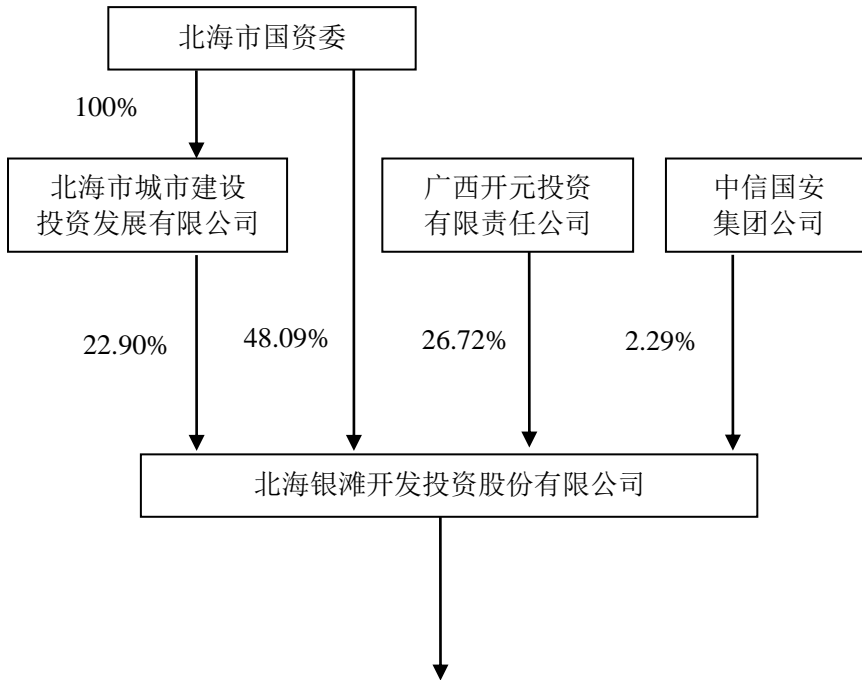 北海市国资委
100%
北海市城市建设
投资发展有限公司
广西开元投资
有限责任公司
中信国安
集团公司
22.90%
48.09%
26.72%
2.29%
北海银滩开发投资股份有限公司